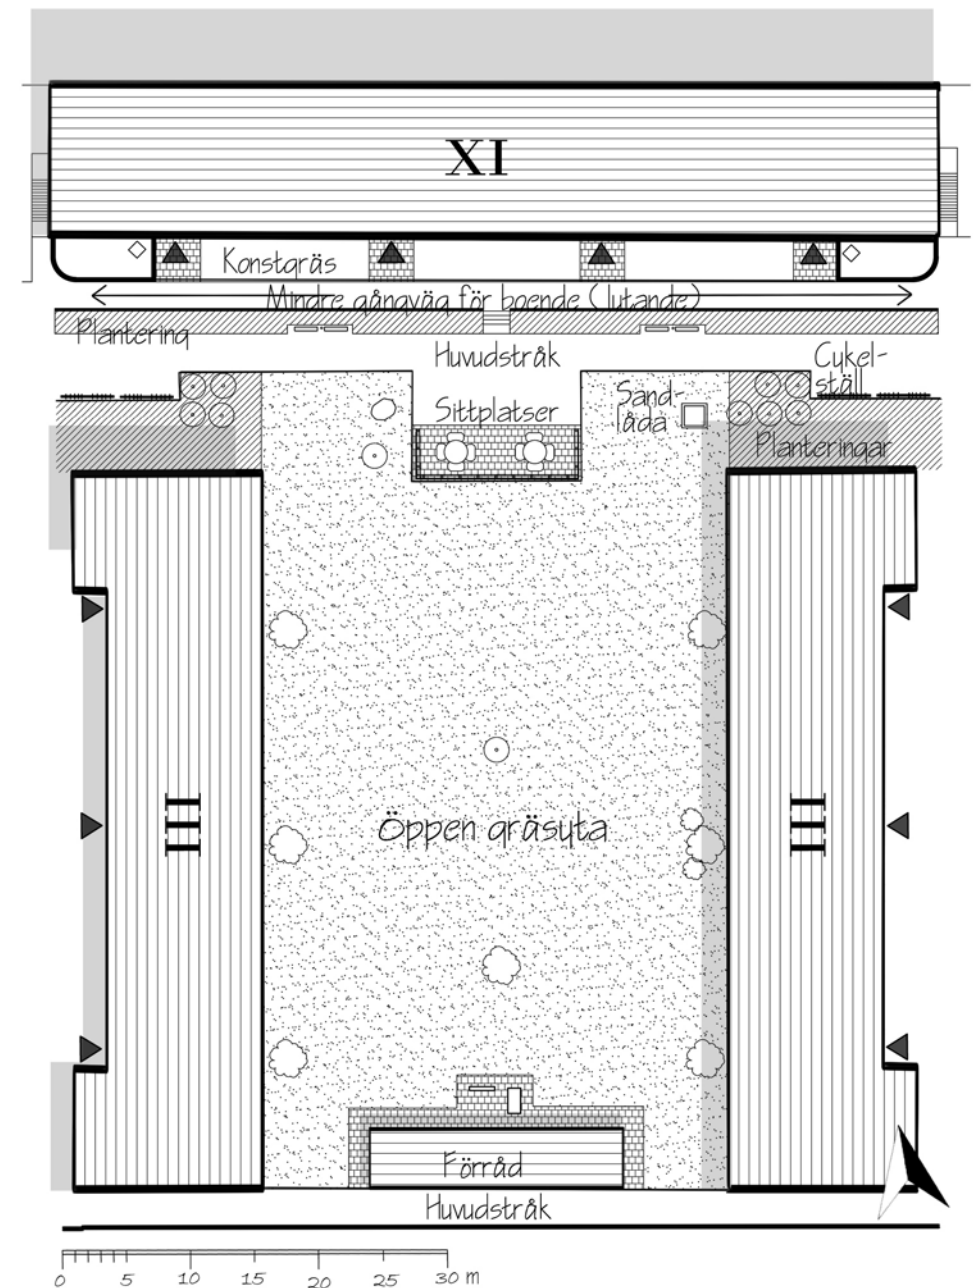 XI
Konstgräs
Mindre gångväg för boende (lutande)
Plantering
Huvudstråk
Cykel-
ställ
Sand-
låda
Sittplatser
Planteringar
III
III
Öppen gräsyta
Förråd
Huvudstråk
0 5 10 15 20 25 30 m